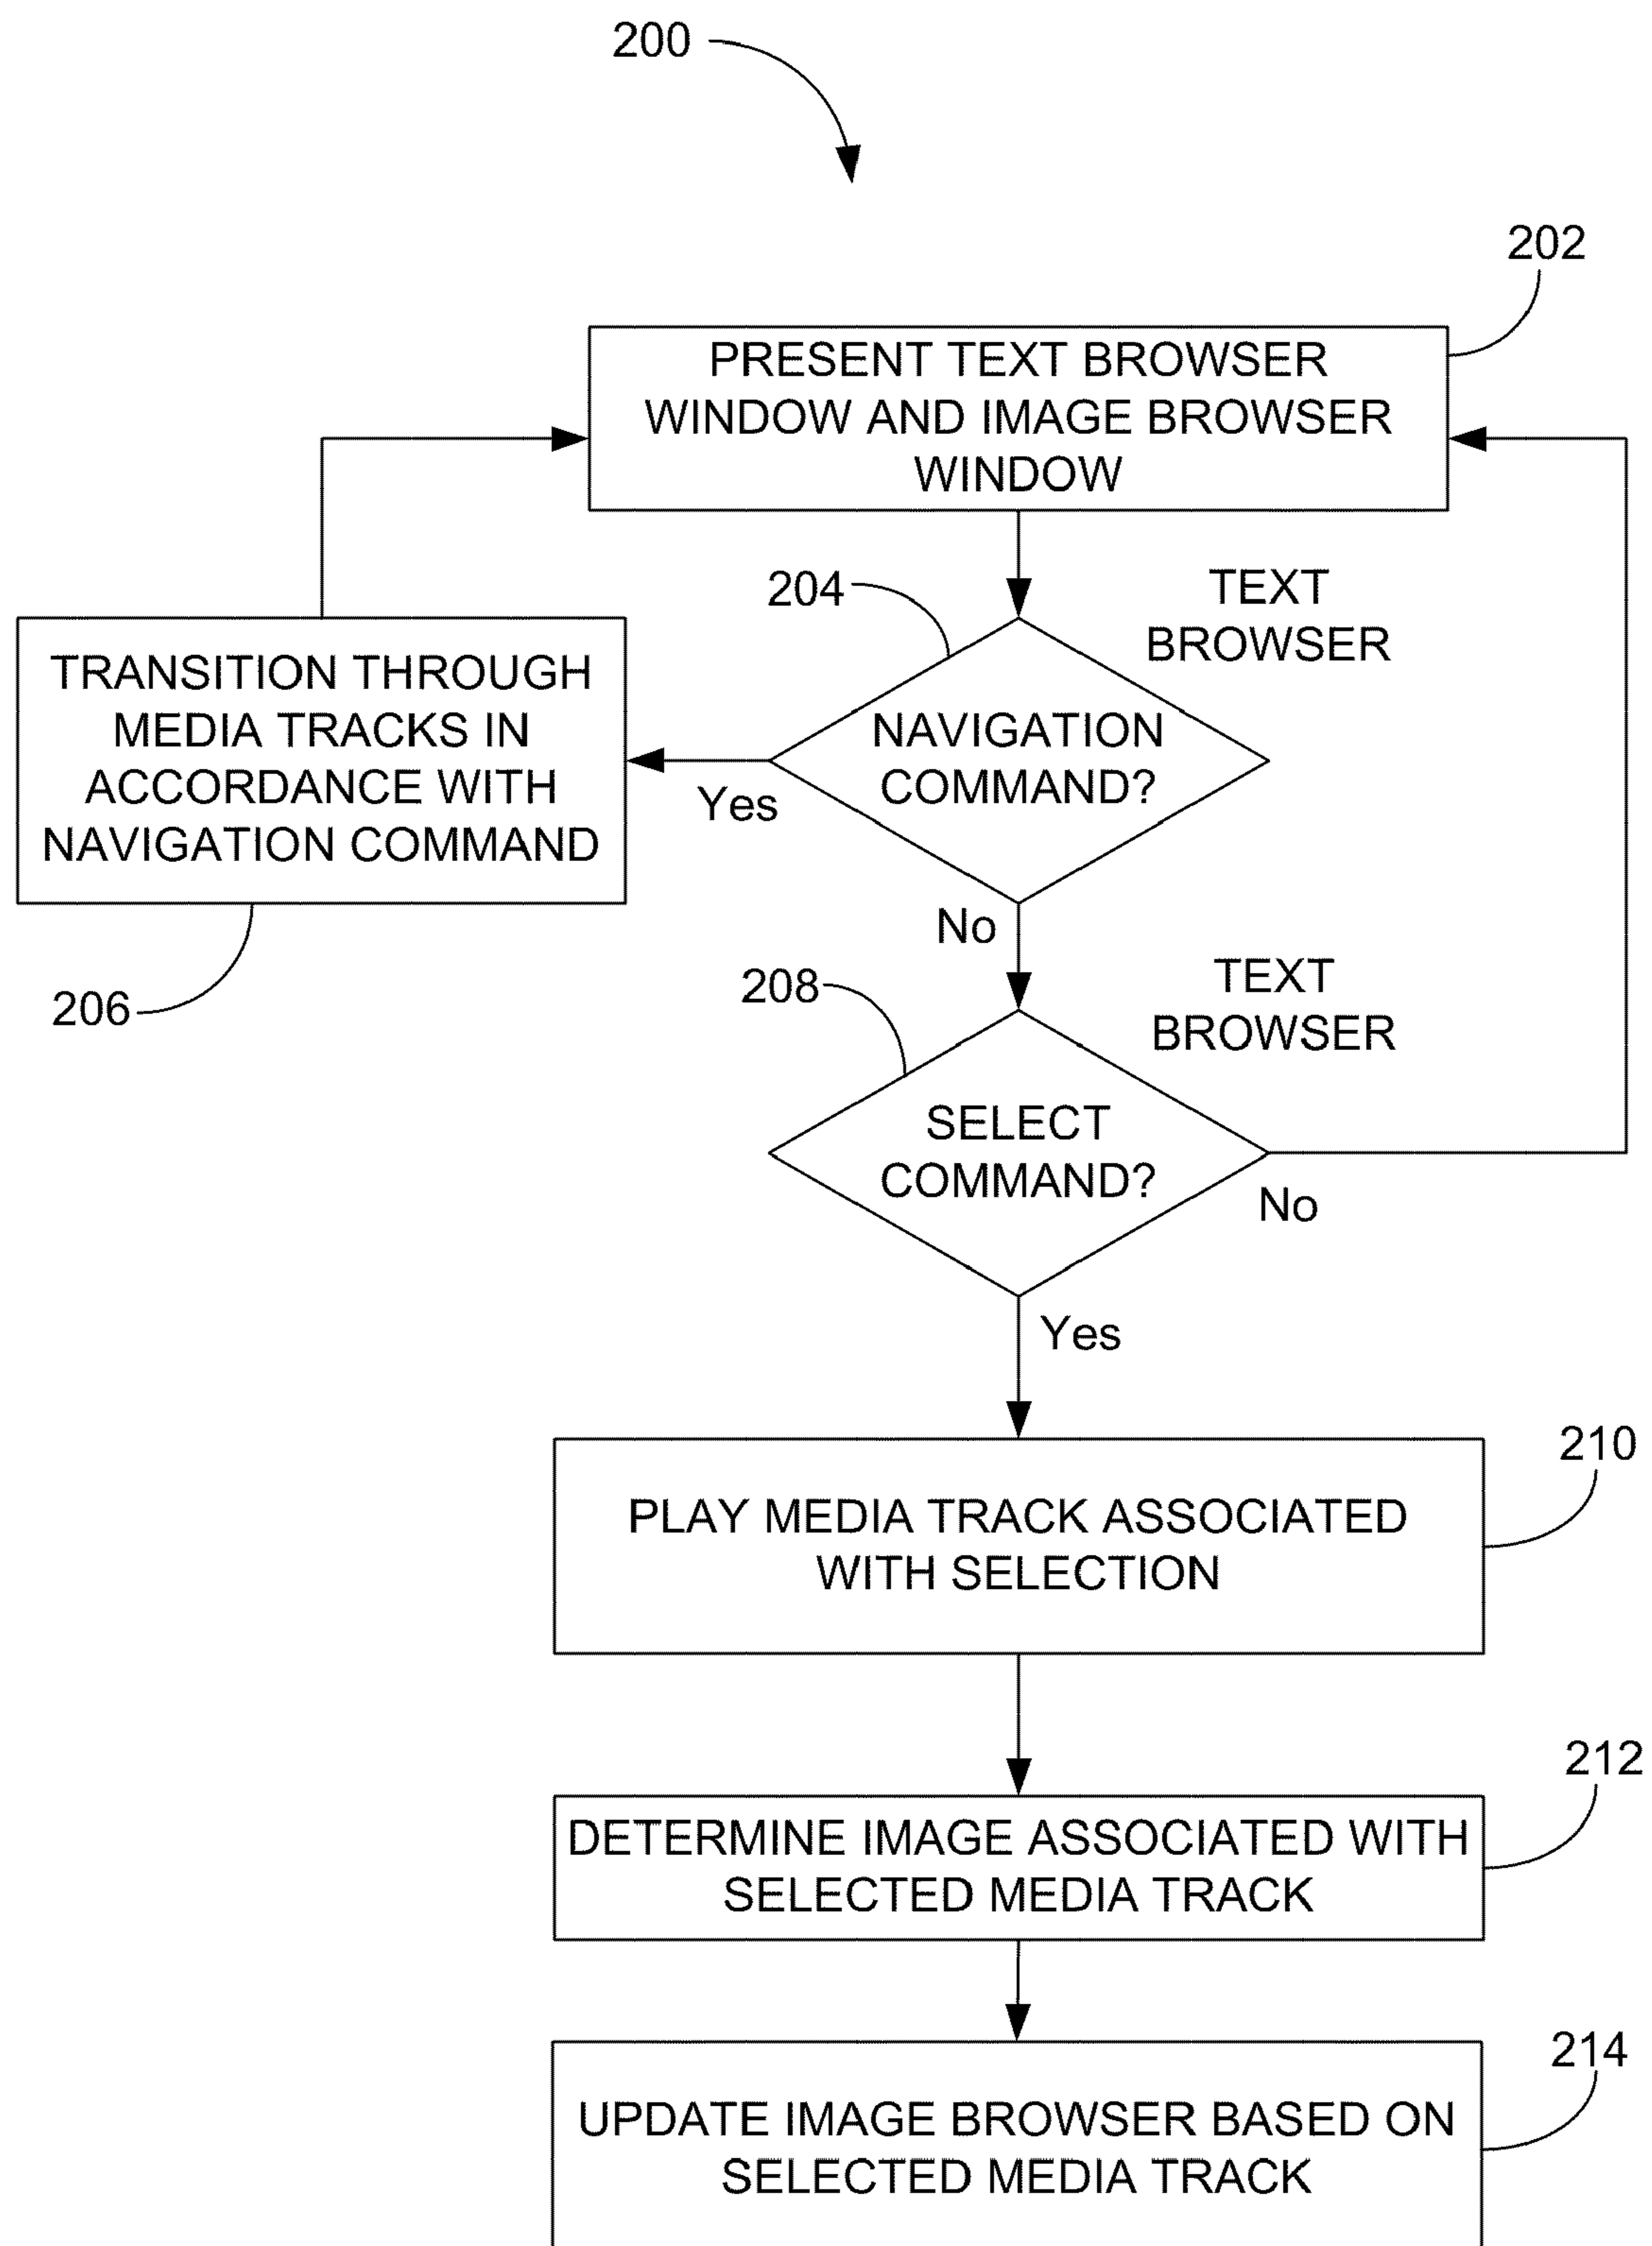 200
202
PRESENT TEXT BROWSER
WINDOW AND IMAGE BROWSER
WINDOW
204
TEXT
BROWSER
NAVIGATION
COMMAND?
Yes
TRANSITION THROUGH
MEDIA TRACKS IN
ACCORDANCE WITH
NAVIGATION COMMAND
206
No
208
TEXT
BROWSER
SELECT
COMMAND?
No
Yes
210
PLAY MEDIA TRACK ASSOCIATED
WITH SELECTION
212
DETERMINE IMAGE ASSOCIATED WITH
SELECTED MEDIA TRACK
214
UPDATE IMAGE BROWSER BASED ON
SELECTED MEDIA TRACK